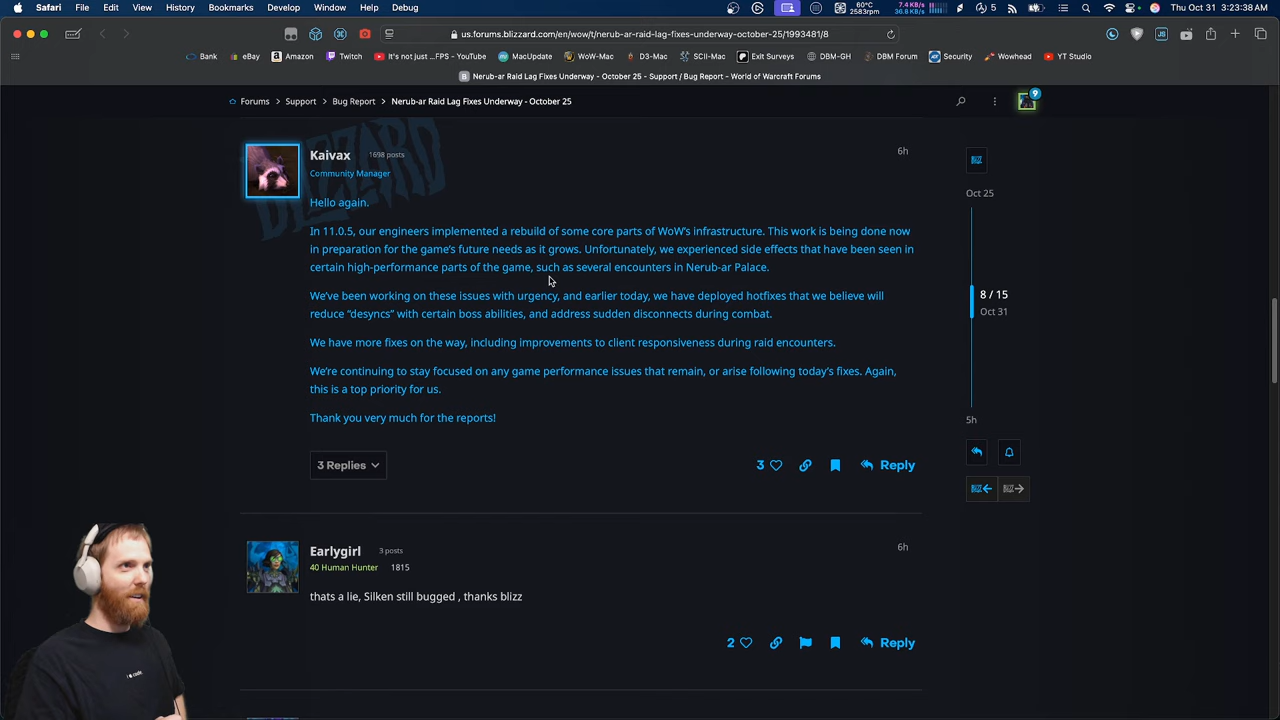 Safari File Edit View History Bookmarks Develop Window Help Debug
60°C
2583rpm
7.4 KB/s
36.8 KB/s
5
Thu Oct 31 3:23:38 AM
us.forums.blizzard.com/en/wow/t/nerub-ar-raid-lag-fixes-underway-october-25/1993481/8
Bank eBay Amazon Twitch It's not just ...FPS - YouTube MacUpdate WoW-Mac D3-Mac SCII-Mac Exit Surveys DBM-GH DBM Forum Security Wowhead YT Studio
Nerub-ar Raid Lag Fixes Underway - October 25 - Support / Bug Report - World of Warcraft Forums
Forums > Support > Bug Report > Nerub-ar Raid Lag Fixes Underway - October 25
9
BLIZZARD
Kaivax 1698 posts 6h
Community Manager
Hello again.
In 11.0.5, our engineers implemented a rebuild of some core parts of WoW's infrastructure. This work is being done now
in preparation for the game's future needs as it grows. Unfortunately, we experienced side effects that have been seen in
certain high-performance parts of the game, such as several encounters in Nerub-ar Palace.
We've been working on these issues with urgency, and earlier today, we have deployed hotfixes that we believe will
reduce “desyncs” with certain boss abilities, and address sudden disconnects during combat.
We have more fixes on the way, including improvements to client responsiveness during raid encounters.
We're continuing to stay focused on any game performance issues that remain, or arise following today's fixes. Again,
this is a top priority for us.
Thank you very much for the reports!
3 Replies
3
Reply
Oct 25
8 / 15
Oct 31
5h
Earlygirl 3 posts 6h
40 Human Hunter 1815
thats a lie, Silken still bugged , thanks blizz
2
Reply